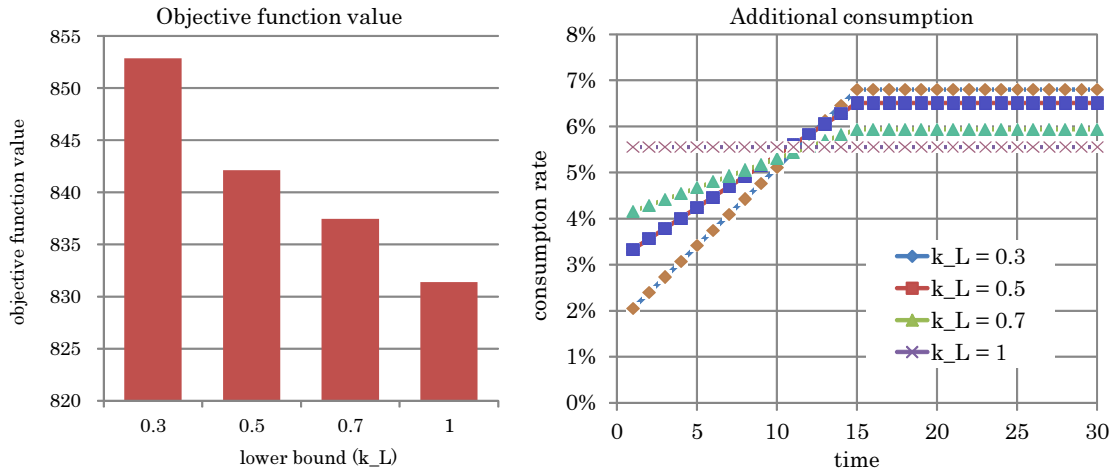 Objective function value
855
850
845
840
835
830
825
820
objective function value
0.3 0.5 0.7 1
lower bound (k_L)
Additional consumption
8%
7%
6%
5%
4%
3%
2%
1%
0%
consumpton rate
k_L = 0.3
k_L = 0.5
k_L = 0.7
k_L = 1
0 5 10 15 20 25 30
time